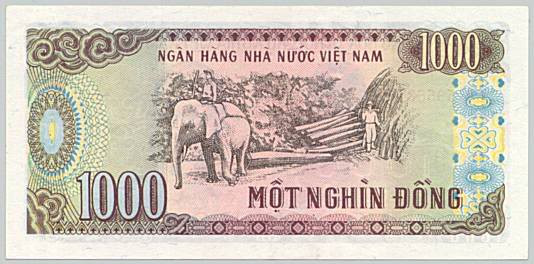 NGÂN HÀNG NHÀ NƯỚC VIỆT NAM
1000
1000
MỘT NGHÌN ĐỒNG